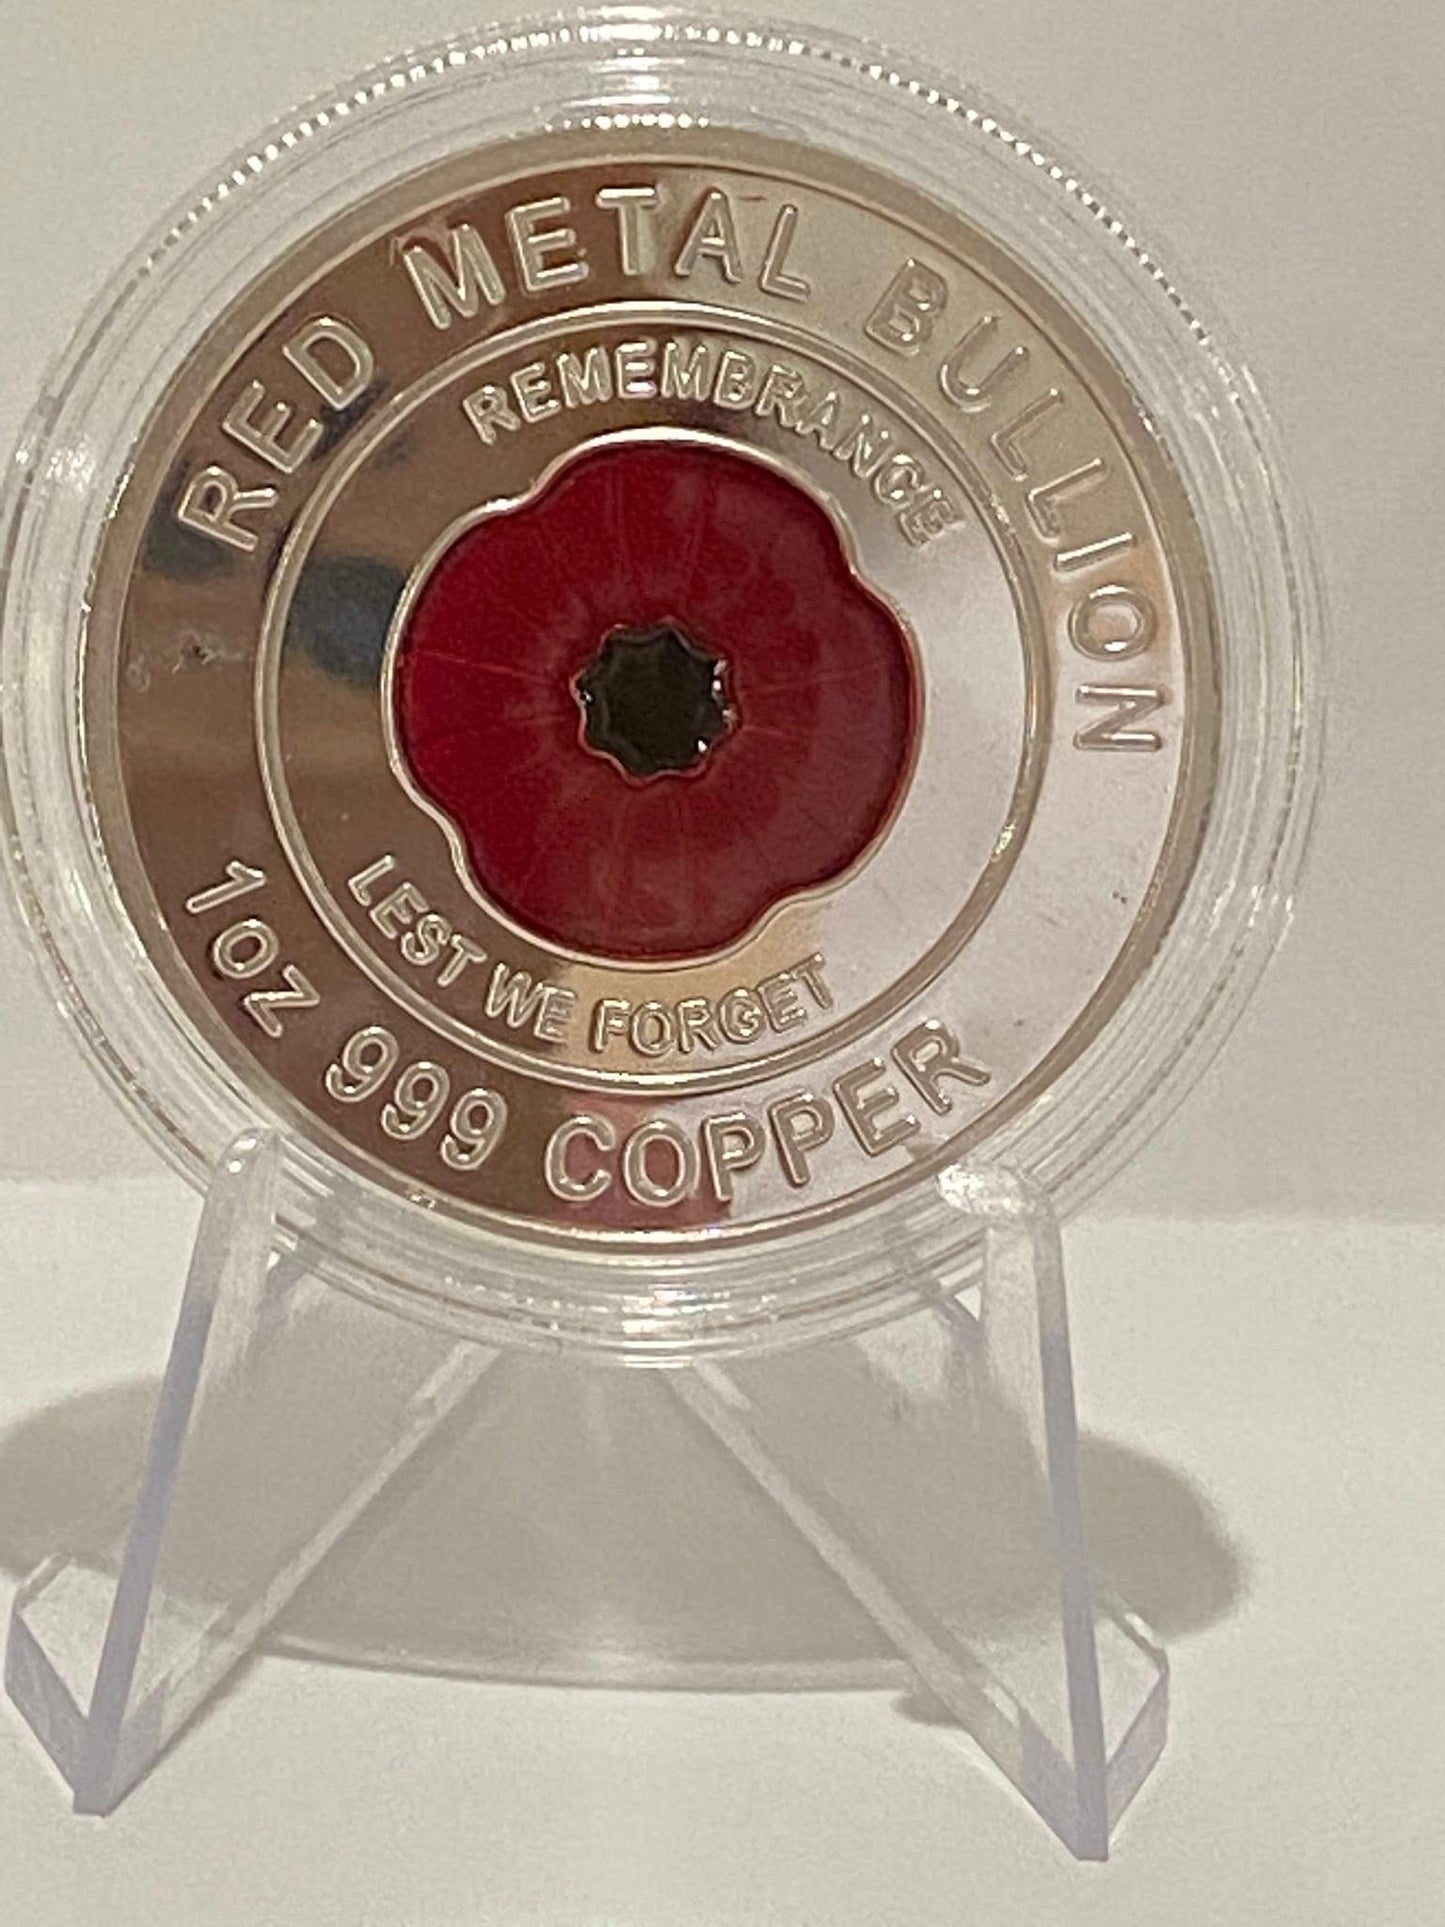 RED METAL BULLION
REMEMBRANCE
LEST WE FORGET
1oz 999 COPPER